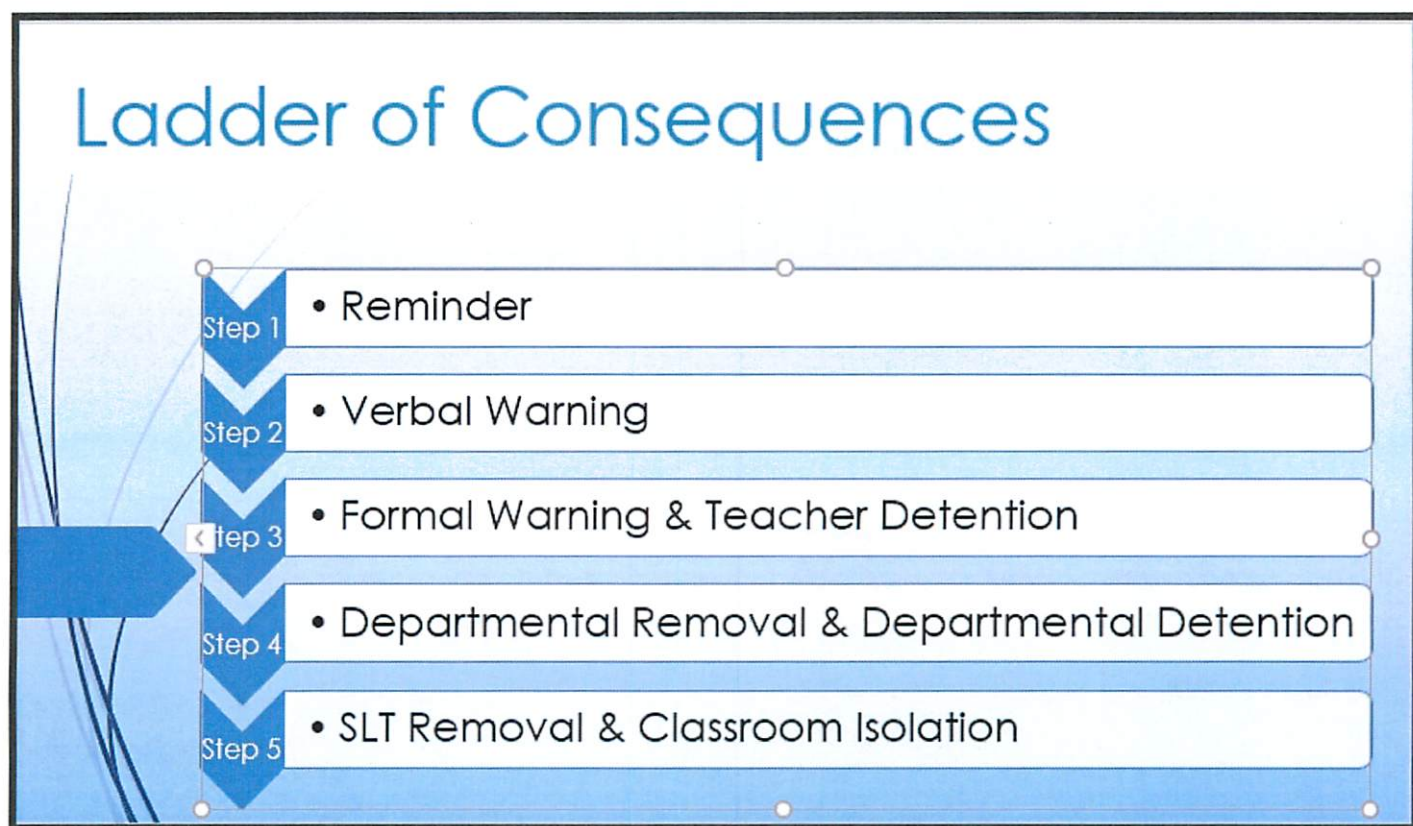 Ladder of Consequences
Step 1
• Reminder
Step 2
• Verbal Warning
Step 3
• Formal Warning & Teacher Detention
Step 4
• Departmental Removal & Departmental Detention
Step 5
• SLT Removal & Classroom Isolation